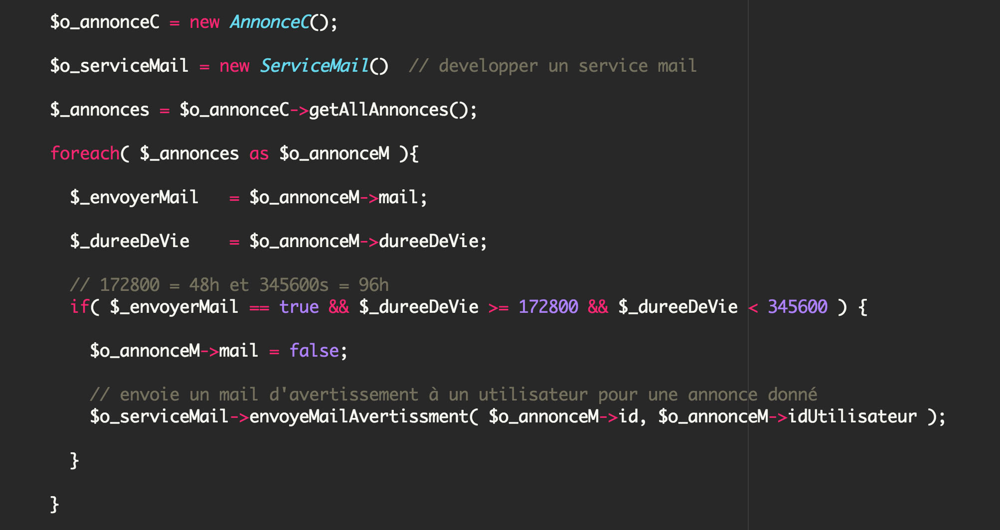 $o_annonceC = new AnnonceC();
$o_serviceMail = new ServiceMail()  // developper un service mail
$_annonces = $o_annonceC->getAllAnnonces();
foreach( $_annonces as $o_annonceM ){
$_envoyerMail   = $o_annonceM->mail;
$_dureeDeVie    = $o_annonceM->dureeDeVie;
// 172800 = 48h et 345600s = 96h
if( $_envoyerMail == true && $_dureeDeVie >= 172800 && $_dureeDeVie < 345600 ) {
$o_annonceM->mail = false;
// envoie un mail d'avertissement à un utilisateur pour une annonce donné
$o_serviceMail->envoyeMailAvertissment( $o_annonceM->id, $o_annonceM->idUtilisateur );
}
}